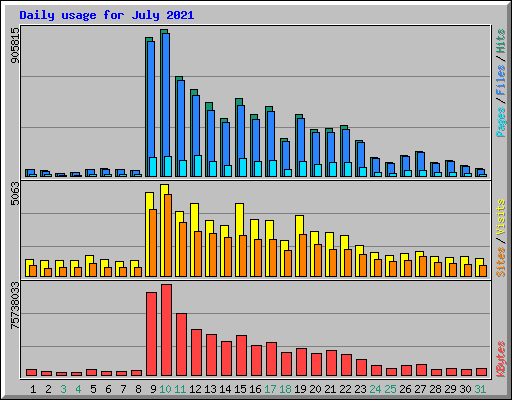 Daily usage for July 2021
905815
Pages / Files / Hits
5063
Sites / Visits
75738033
KBytes
1 2 3 4 5 6 7 8 9 10 11 12 13 14 15 16 17 18 19 20 21 22 23 24 25 26 27 28 29 30 31